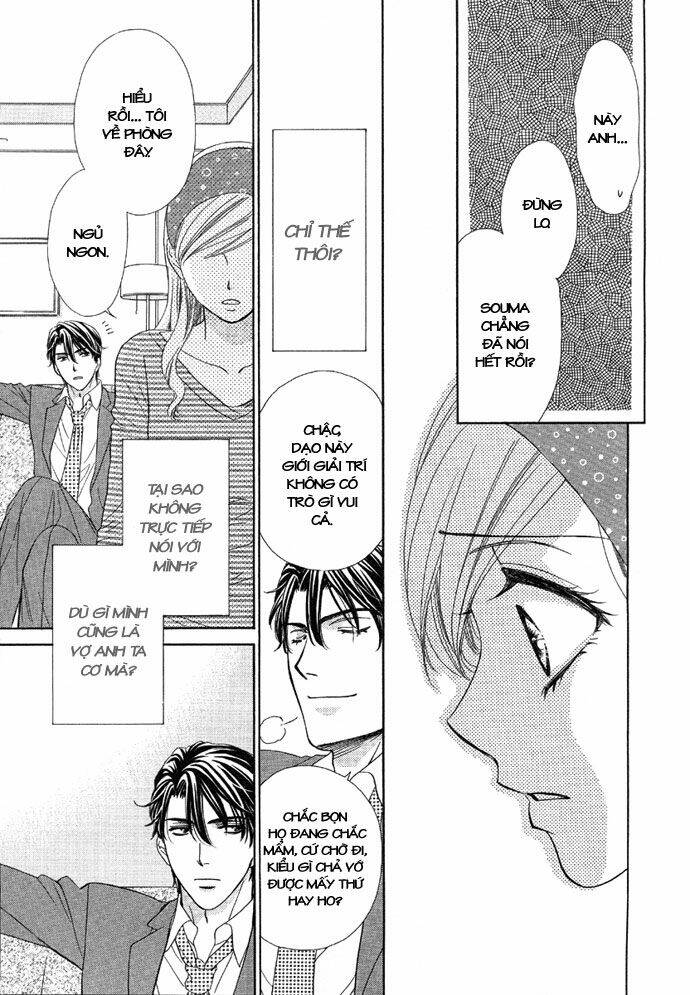 NÀY
ANH...
ĐỪNG
LO.
SOUMA
CHẲNG
ĐÃ NÓI
HẾT RỒI?
CHỈ THẾ
THÔI?
CHẬC,
DẠO NÀY
GIỚI GIẢI TRÍ
KHÔNG CÓ
TRÒ GÌ VUI
CẢ.
CHẮC BỌN
HỌ ĐANG CHẮC
MẨM, CỨ CHỜ ĐI,
KIỂU GÌ CHẢ VỚ
ĐƯỢC MẤY THỨ
HAY HO?
HIỂU
RỒI... TÔI
VỀ PHÒNG
ĐÂY.
NGỦ
NGON.
TẠI SAO
KHÔNG
TRỰC TIẾP
NÓI VỚI
MÌNH?
DÙ GÌ MÌNH
CŨNG LÀ
VỢ ANH TA
CƠ MÀ?